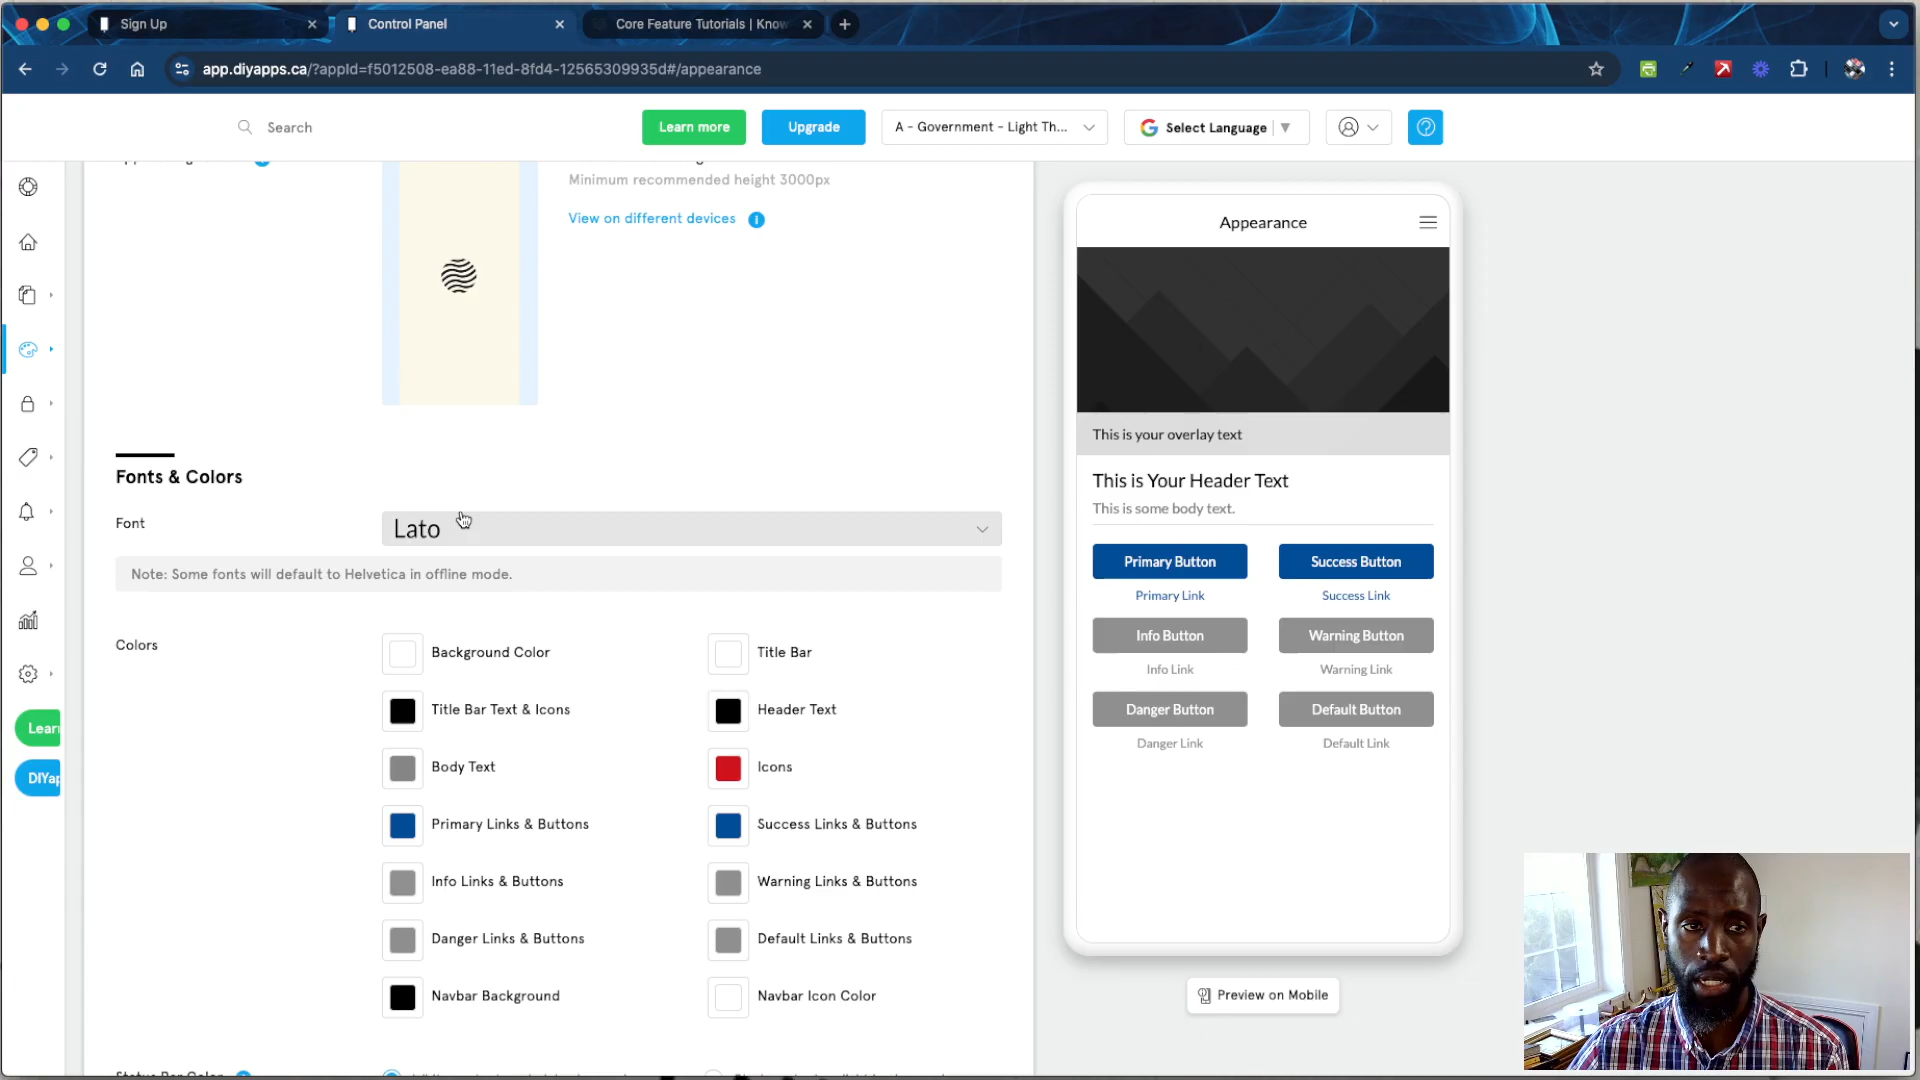 Sign Up
Control Panel
Core Feature Tutorials | Know
app.diyapps.ca/?appId=f5012508-ea88-11ed-8fd4-12565309935d#/appearance
Search
Learn more
Upgrade
A - Government - Light Th...
Select Language
Minimum recommended height 3000px
View on different devices
Appearance
This is your overlay text
Fonts & Colors
This is Your Header Text
This is some body text.
Font
Lato
Note: Some fonts will default to Helvetica in offline mode.
Primary Button
Success Button
Primary Link
Success Link
Info Button
Warning Button
Info Link
Warning Link
Danger Button
Default Button
Danger Link
Default Link
Colors
Background Color
Title Bar
Title Bar Text & Icons
Header Text
Body Text
Icons
Primary Links & Buttons
Success Links & Buttons
Info Links & Buttons
Warning Links & Buttons
Danger Links & Buttons
Default Links & Buttons
Navbar Background
Navbar Icon Color
Lear
DIYap
Preview on Mobile
Status Bar Color